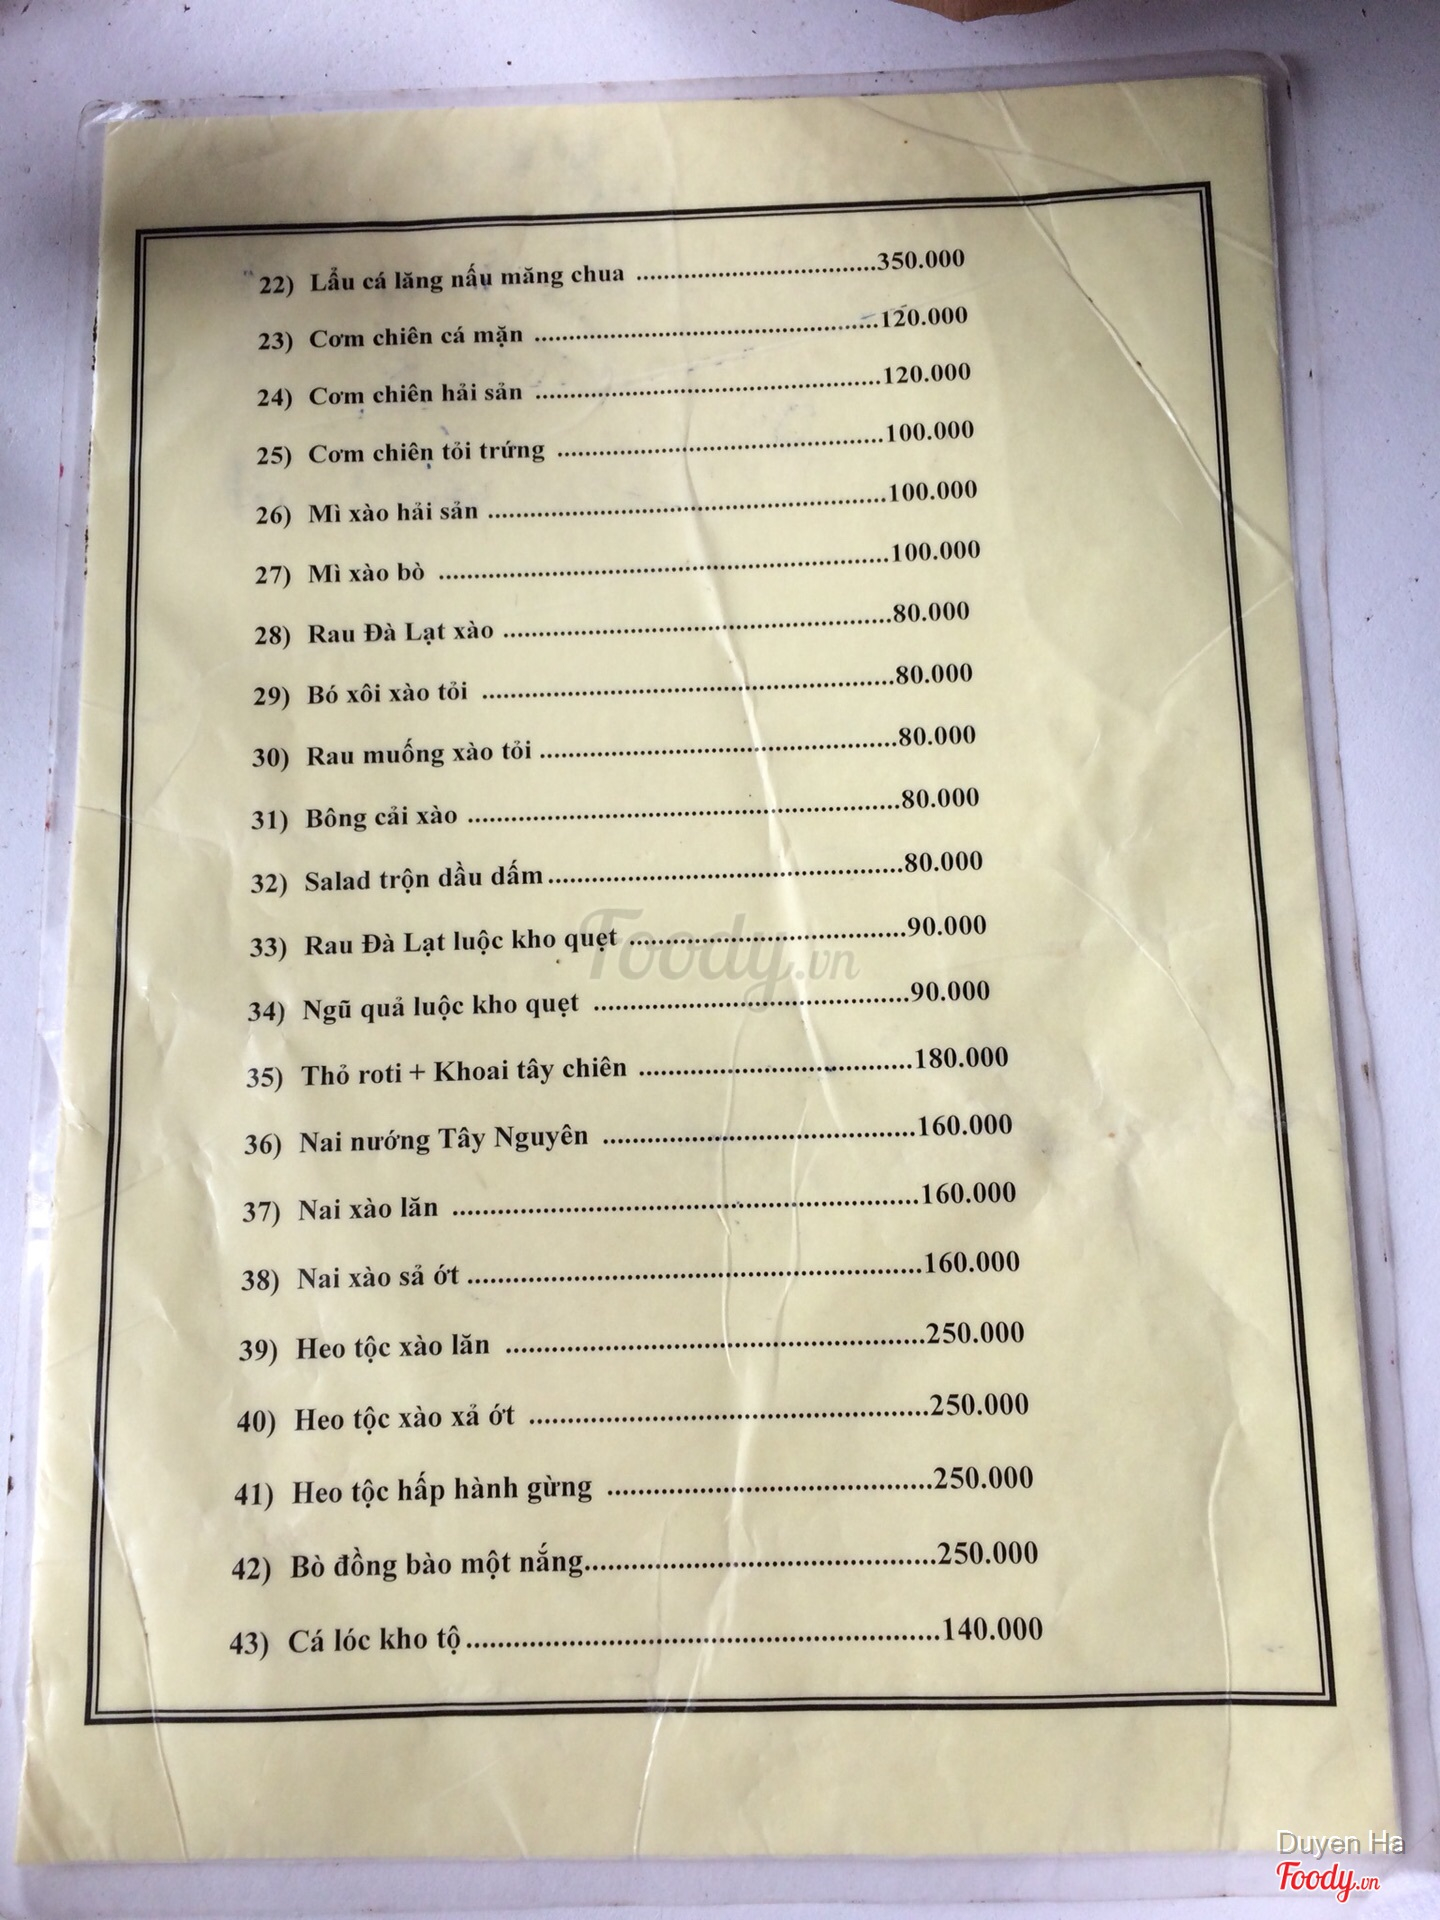 22) Lẩu cá lăng nấu măng chua ....................................350.000
23) Cơm chiên cá mặn ....................................................120.000
24) Cơm chiên hải sản ....................................................120.000
25) Cơm chiên tỏi trứng .................................................100.000
26) Mì xào hải sản ............................................................100.000
27) Mì xào bò ....................................................................100.000
28) Rau Đà Lạt xào ..........................................................80.000
29) Bó xôi xào tỏi .............................................................80.000
30) Rau muống xào tỏi .....................................................80.000
31) Bông cải xào ................................................................80.000
32) Salad trộn dầu dấm.....................................................80.000
33) Rau Đà Lạt luộc kho quẹt .........................................90.000
34) Ngũ quả luộc kho quẹt ...............................................90.000
35) Thỏ roti + Khoai tây chiên ........................................180.000
36) Nai nướng Tây Nguyên ..............................................160.000
37) Nai xào lăn ...................................................................160.000
38) Nai xào sả ớt .................................................................160.000
39) Heo tộc xào lăn ............................................................250.000
40) Heo tộc xào xả ớt .........................................................250.000
41) Heo tộc hấp hành gừng ...............................................250.000
42) Bò đồng bào một nắng..................................................250.000
43) Cá lóc kho tộ..................................................................140.000
Foody.vn
Duyen Ha
Foody.vn